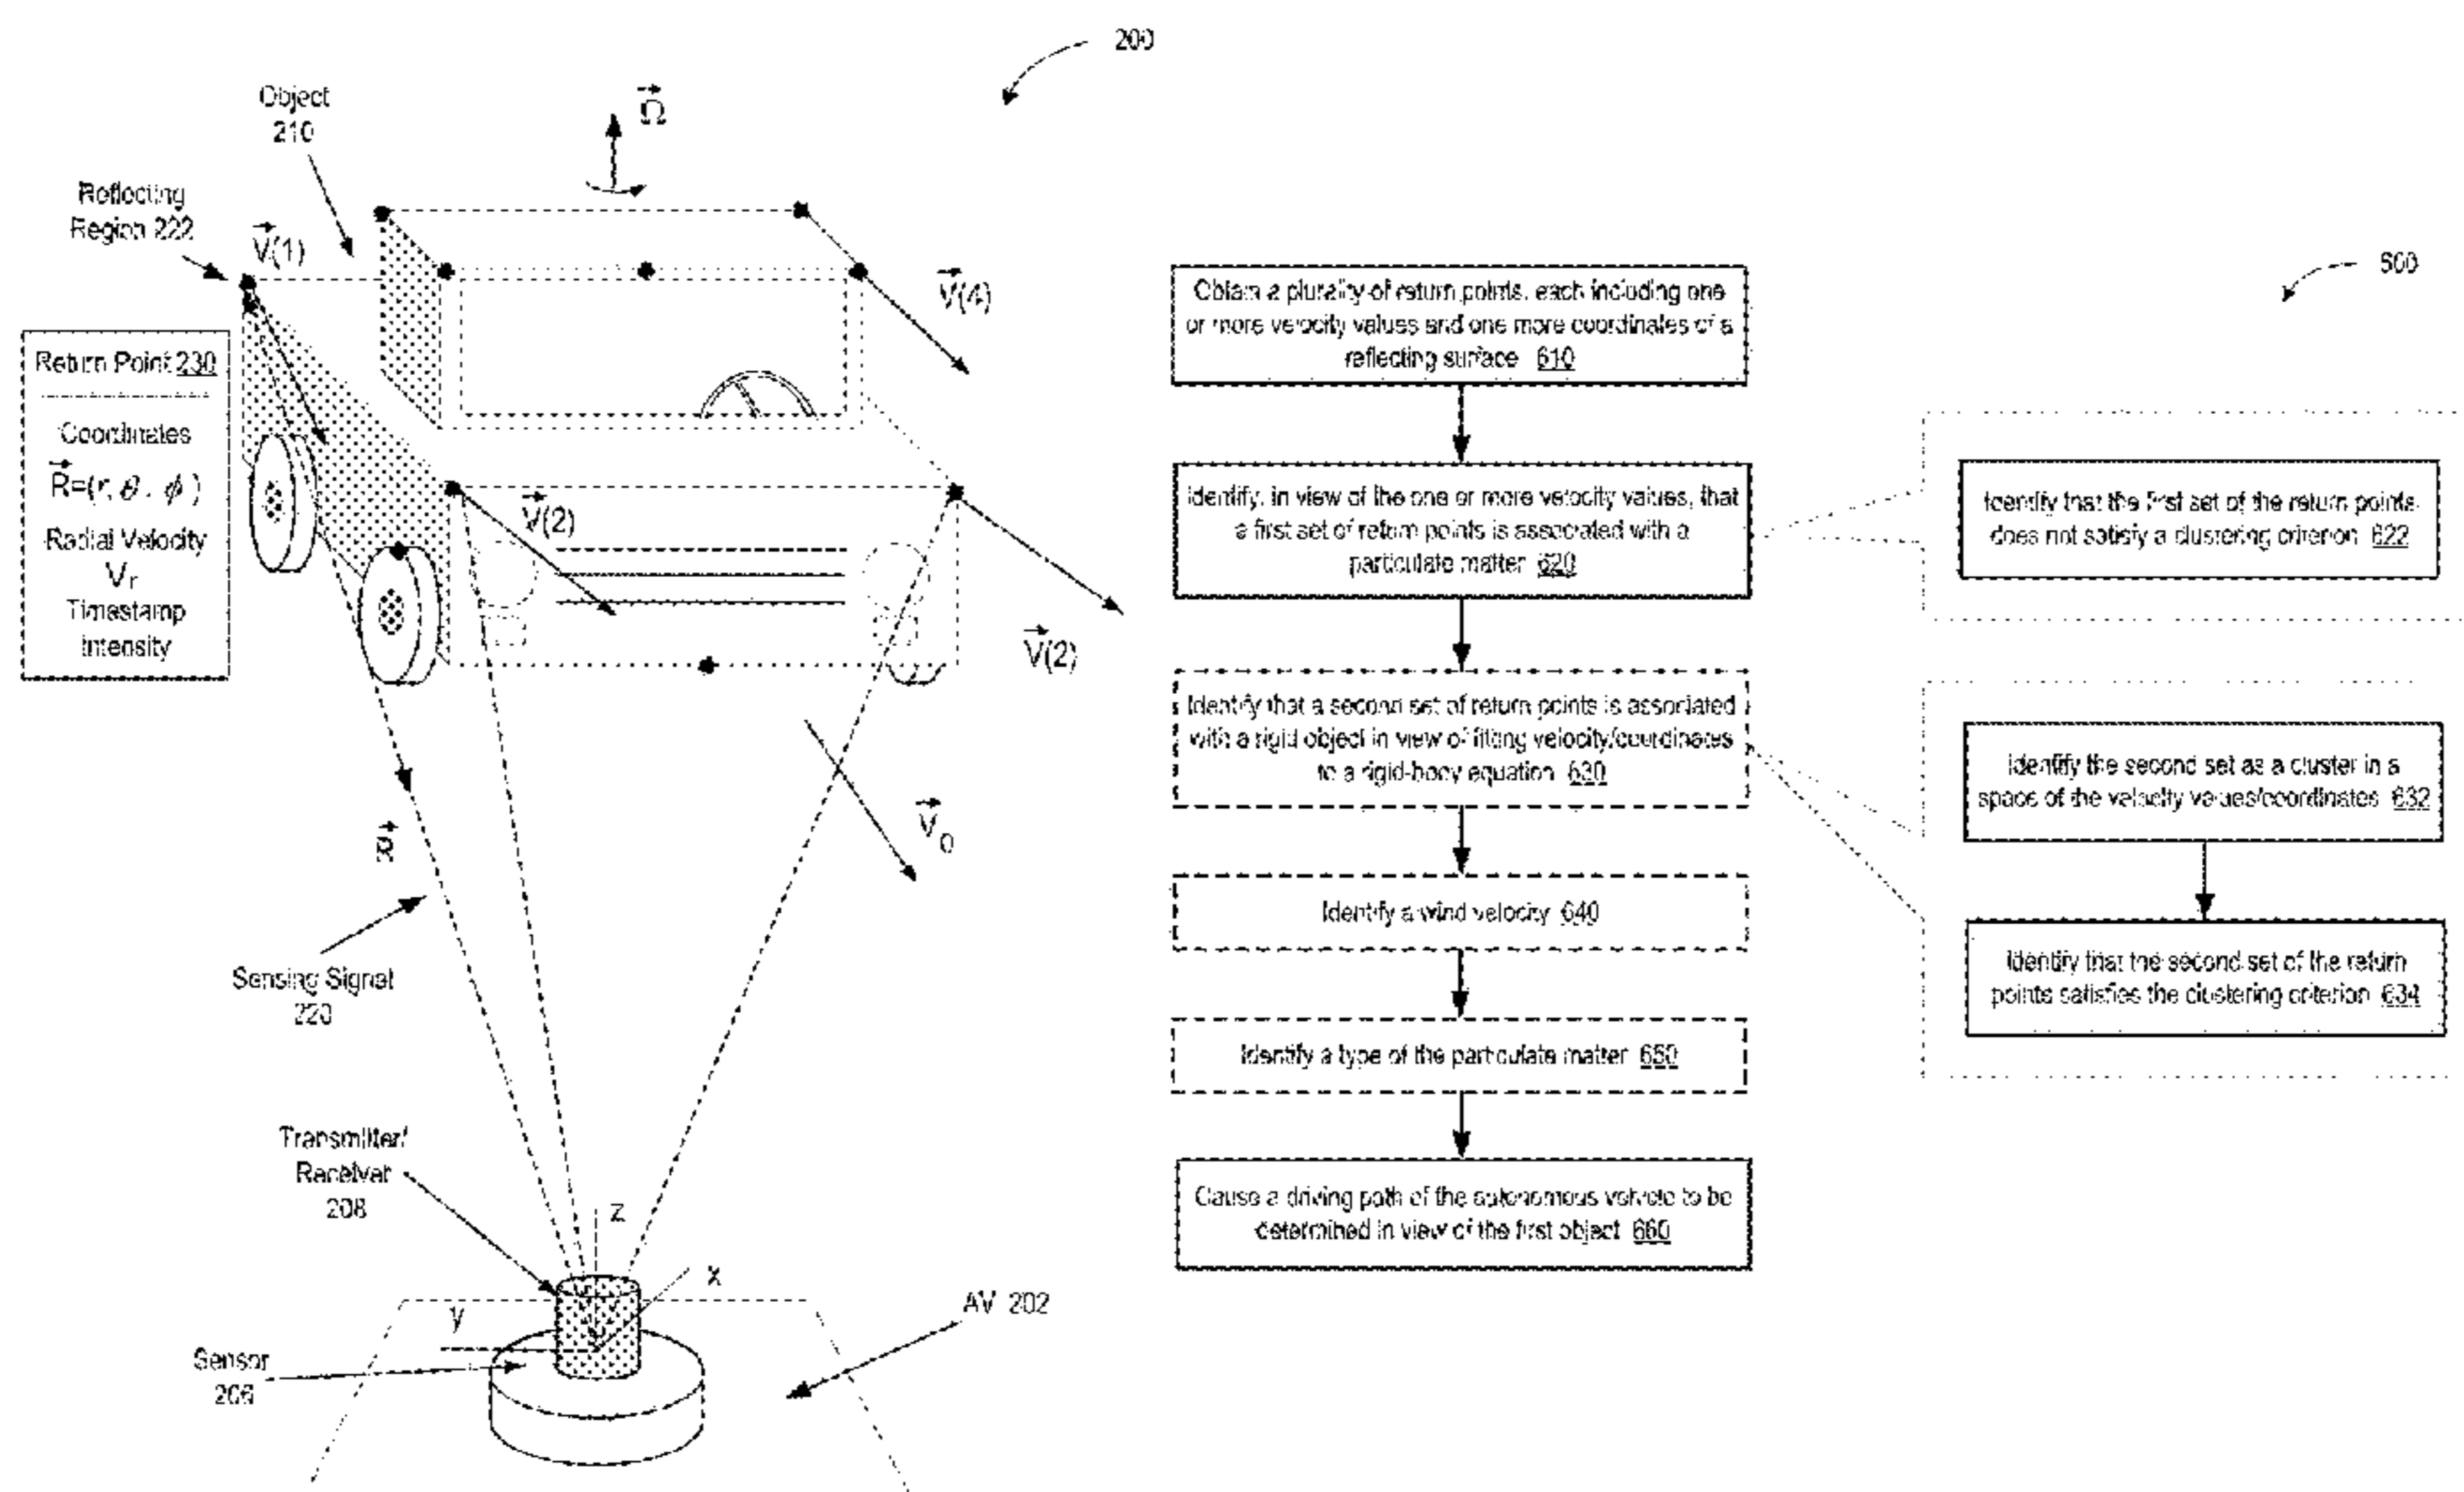 200
Object
210
Ω
Reflecting
Region 222
V(1)
V(4)
Return Point 230
Coordinates
R=(r, θ, ϕ)
Radial Velocity
Vr
Timestamp
Intensity
V(2)
V(2)
V0
R
Sensing Signal
220
Transmitter/
Receiver
208
z
x
y
AV 202
Sensor
206
600
Obtain a plurality of return points, each including one
or more velocity values and one more coordinates of a
reflecting surface 610
Identify, in view of the one or more velocity values, that
a first set of return points is associated with a
particulate matter 620
Identify that the first set of the return points
does not satisfy a clustering criterion 622
Identify that a second set of return points is associated
with a rigid object in view of fitting velocity/coordinates
to a rigid-body equation 630
Identify the second set as a cluster in a
space of the velocity values/coordinates 632
Identify that the second set of the return
points satisfies the clustering criterion 634
Identify a wind velocity 640
Identify a type of the particulate matter 650
Cause a driving path of the autonomous vehicle to be
determined in view of the first object 660